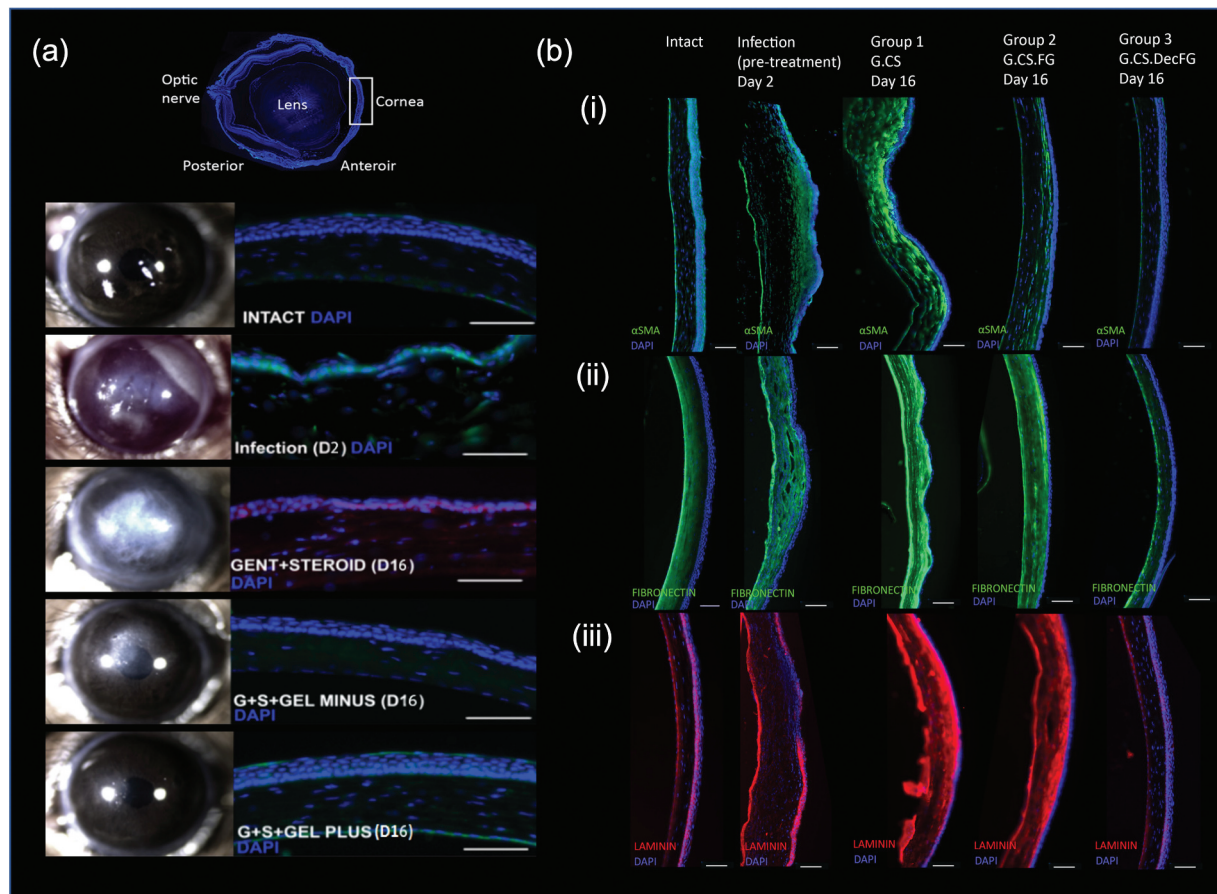 (a)
Optic
nerve
Lens
Cornea
Posterior
Anteroir
INTACT DAPI
Infection (D2) DAPI
GENT+STEROID (D16)
DAPI
G+S+GEL MINUS (D16)
DAPI
G+S+GEL PLUS(D16)
DAPI
(b)
Intact
Infection
(pre-treatment)
Day 2
Group 1
G.CS
Day 16
Group 2
G.CS.FG
Day 16
Group 3
G.CS.DecFG
Day 16
(i)
αSMA
DAPI
αSMA
DAPI
αSMA
DAPI
αSMA
DAPI
αSMA
DAPI
(ii)
FIBRONECTIN
DAPI
FIBRONECTIN
DAPI
FIBRONECTIN
DAPI
FIBRONECTIN
DAPI
FIBRONECTIN
DAPI
(iii)
LAMININ
DAPI
LAMININ
DAPI
LAMININ
DAPI
LAMININ
DAPI
LAMININ
DAPI